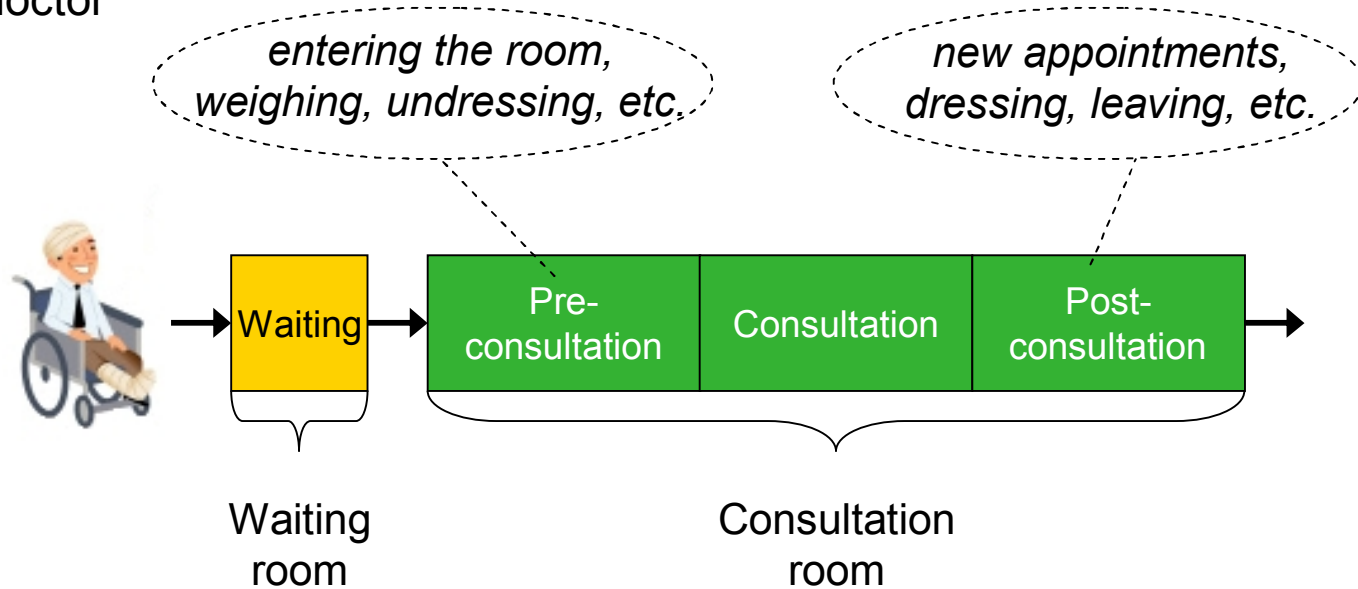 entering the room,
weighing, undressing, etc.
new appointments,
dressing, leaving, etc.
Waiting
Pre-
consultation
Consultation
Post-
consultation
Waiting
room
Consultation
room